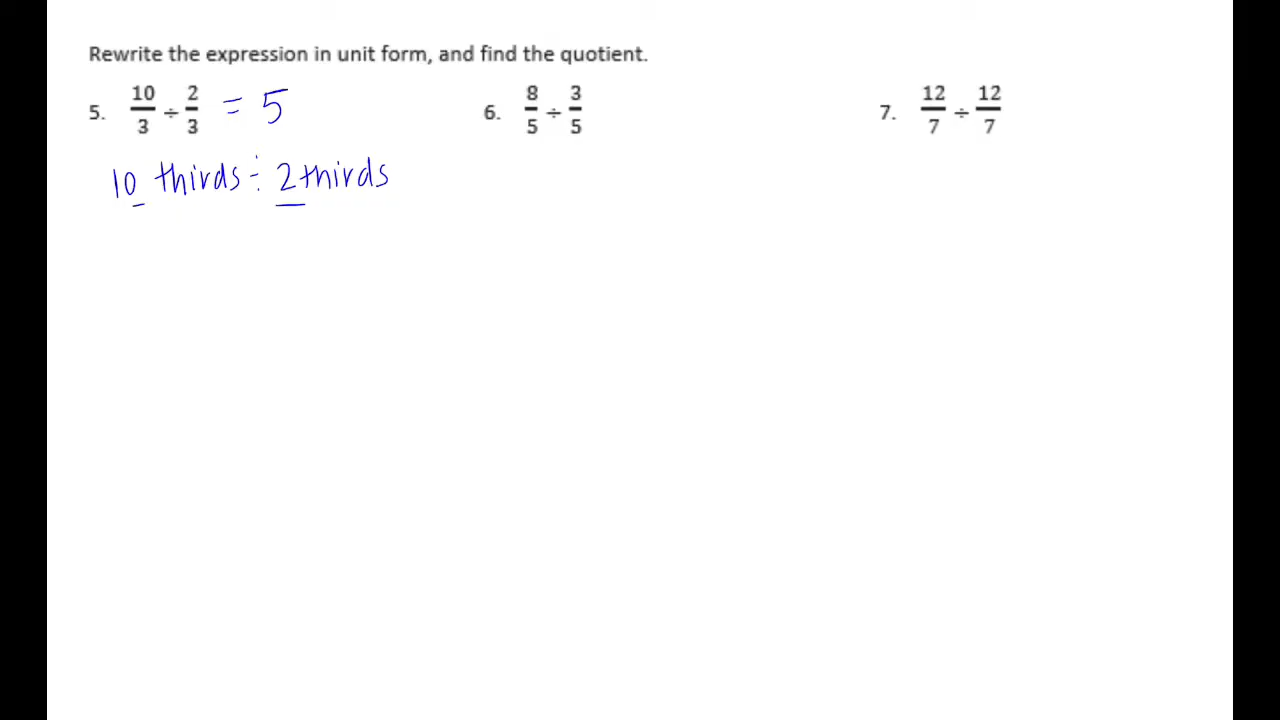 Rewrite the expression in unit form, and find the quotient.
5. 10/3 ÷ 2/3 = 5
6. 8/5 ÷ 3/5
7. 12/7 ÷ 12/7
10 thirds ÷ 2 thirds